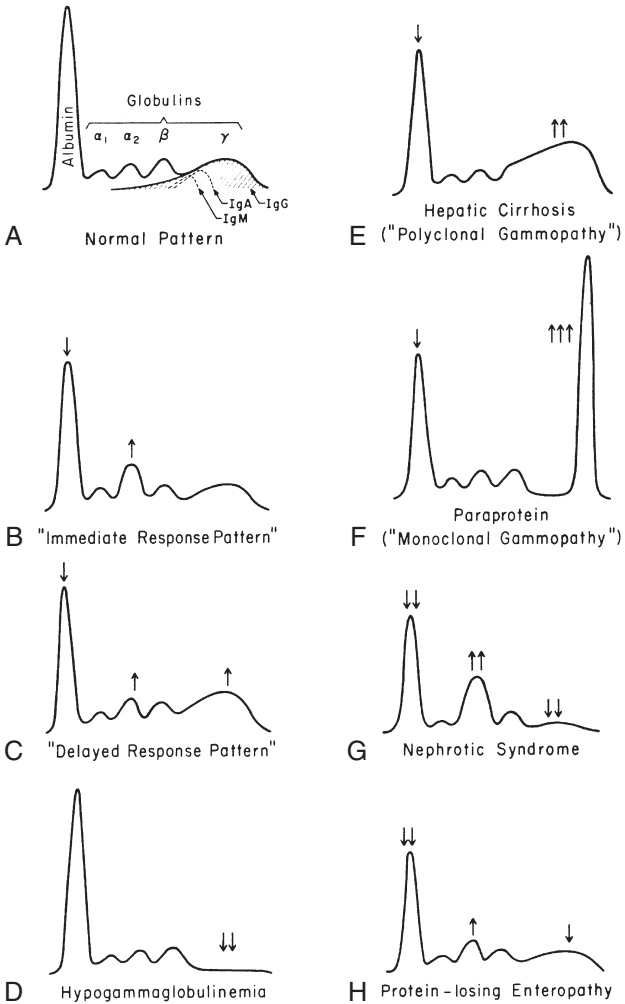 Globulins
α₁ α₂ β γ
Albumin
IgA
IgG
IgM
A
Normal Pattern
B
"Immediate Response Pattern"
C
"Delayed Response Pattern"
D
Hypogammaglobulinemia
E
Hepatic Cirrhosis
("Polyclonal Gammopathy")
F
Paraprotein
("Monoclonal Gammopathy")
G
Nephrotic Syndrome
H
Protein-losing Enteropathy